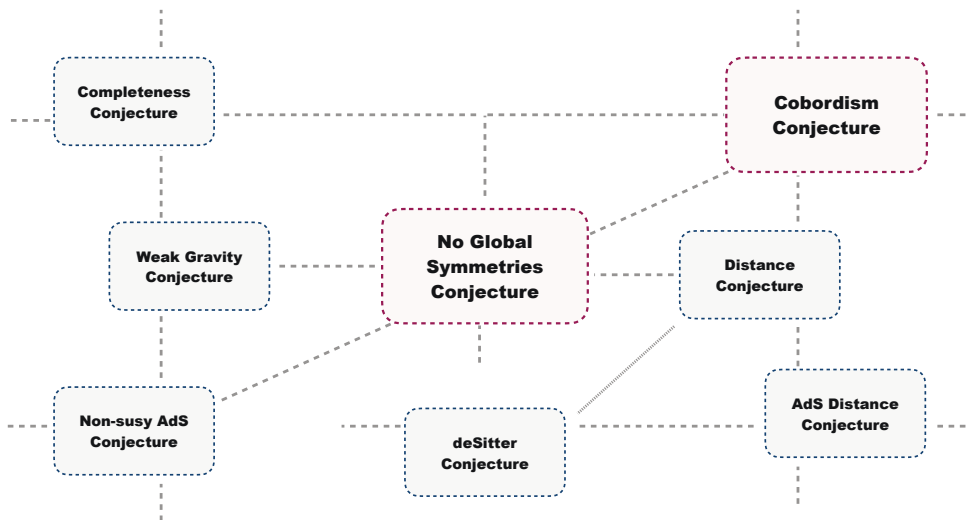 Completeness
Conjecture
Cobordism
Conjecture
Weak Gravity
Conjecture
No Global
Symmetries
Conjecture
Distance
Conjecture
Non-susy AdS
Conjecture
deSitter
Conjecture
AdS Distance
Conjecture